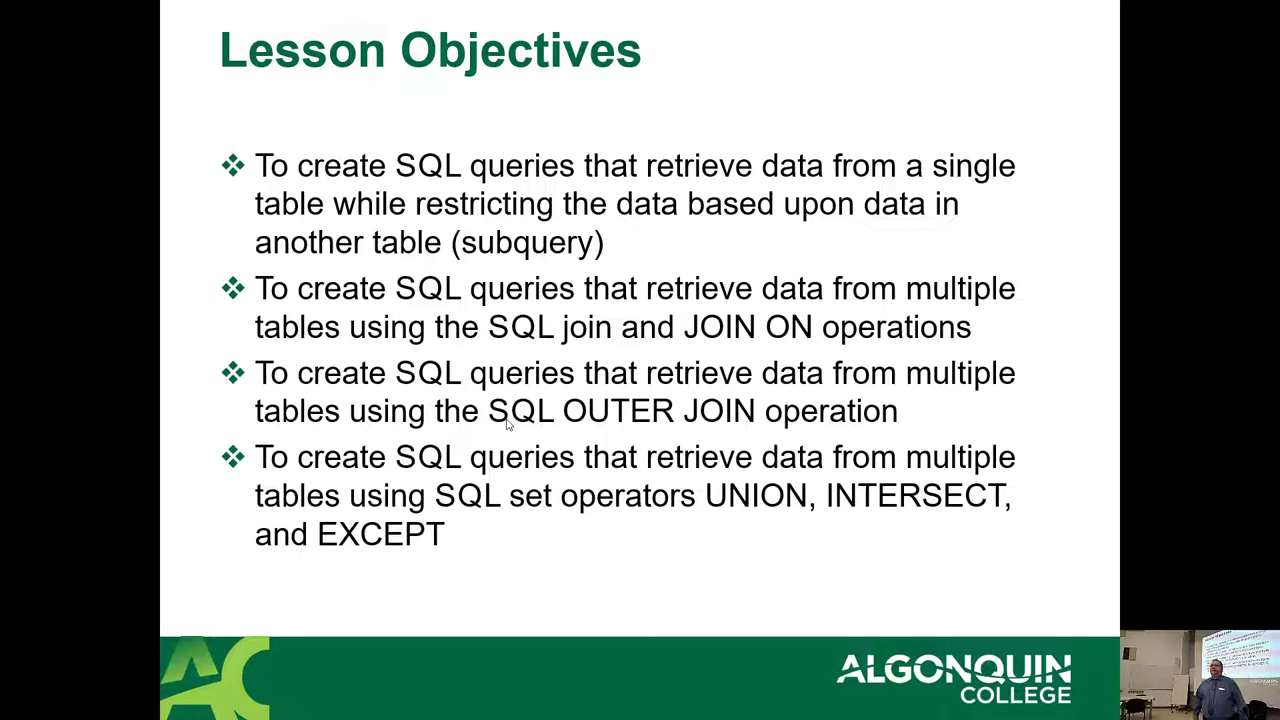 Lesson Objectives
To create SQL queries that retrieve data from a single
table while restricting the data based upon data in
another table (subquery)
To create SQL queries that retrieve data from multiple
tables using the SQL join and JOIN ON operations
To create SQL queries that retrieve data from multiple
tables using the SQL OUTER JOIN operation
To create SQL queries that retrieve data from multiple
tables using SQL set operators UNION, INTERSECT,
and EXCEPT
AC
ALGONQUIN
COLLEGE